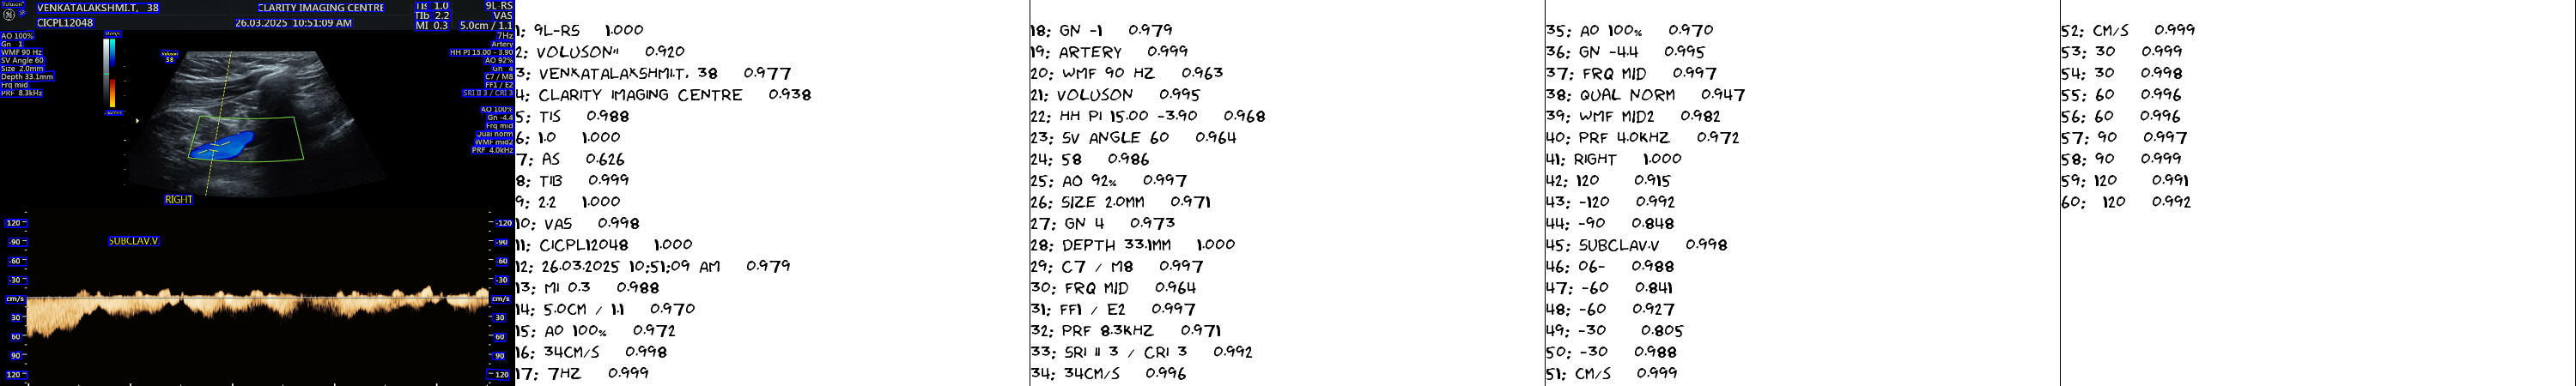 Voluson
VENKATALAKSHMI.T, 38
CLARITY IMAGING CENTRE
TIs 1.0
9L-RS
CICPL12048
26.03.2025 10:51:09 AM
TIb 2.2
VAS
MI 0.3
5.0cm / 1.1
AO 100%
Gn -1
WMF 90 Hz
SV Angle 60
Size 2.0mm
Depth 33.1mm
Frq mid
PRF 8.3kHz
34cm/s
Voluson
58
34cm/s
7Hz
Artery
HH PI 15.00 - 3.90
AO 92%
Gn 4
C7 / M8
FF1 / E2
SRI II 3 / CRI 3
AO 100%
Gn -4.4
Frq mid
Qual norm
WMF mid2
PRF 4.0kHz
RIGHT
SUBCLAV.V
-120
-90
-60
-30
cm/s
30
60
90
120
-120
-90
-60
-30
cm/s
30
60
90
120
1: 9L-RS 1.000
2: VOLUSON" 0.920
3: VENKATALAKSHMI.T, 38 0.977
4: CLARITY IMAGING CENTRE 0.938
5: TIS 0.988
6: 1.0 1.000
7: AS 0.626
8: TIB 0.999
9: 2.2 1.000
10: VAS 0.998
11: CICPL12048 1.000
12: 26.03.2025 10:51:09 AM 0.979
13: MI 0.3 0.988
14: 5.0CM / 1.1 0.970
15: AO 100% 0.972
16: 34CM/S 0.998
17: 7HZ 0.999
18: GN -1 0.979
19: ARTERY 0.999
20: WMF 90 HZ 0.963
21: VOLUSON 0.995
22: HH PI 15.00 -3.90 0.968
23: SV ANGLE 60 0.964
24: 58 0.986
25: AO 92% 0.997
26: SIZE 2.0MM 0.971
27: GN 4 0.973
28: DEPTH 33.1MM 1.000
29: C7 / M8 0.997
30: FRQ MID 0.964
31: FF1 / E2 0.997
32: PRF 8.3KHZ 0.971
33: SRI II 3 / CRI 3 0.992
34: 34CM/S 0.996
35: AO 100% 0.970
36: GN -4.4 0.995
37: FRQ MID 0.997
38: QUAL NORM 0.947
39: WMF MID2 0.982
40: PRF 4.0KHZ 0.972
41: RIGHT 1.000
42: 120 0.915
43: -120 0.992
44: -90 0.848
45: SUBCLAV.V 0.998
46: 06- 0.988
47: -60 0.841
48: -60 0.927
49: -30 0.805
50: -30 0.988
51: CM/S 0.999
52: CM/S 0.999
53: 30 0.999
54: 30 0.998
55: 60 0.996
56: 60 0.996
57: 90 0.997
58: 90 0.999
59: 120 0.991
60: 120 0.992